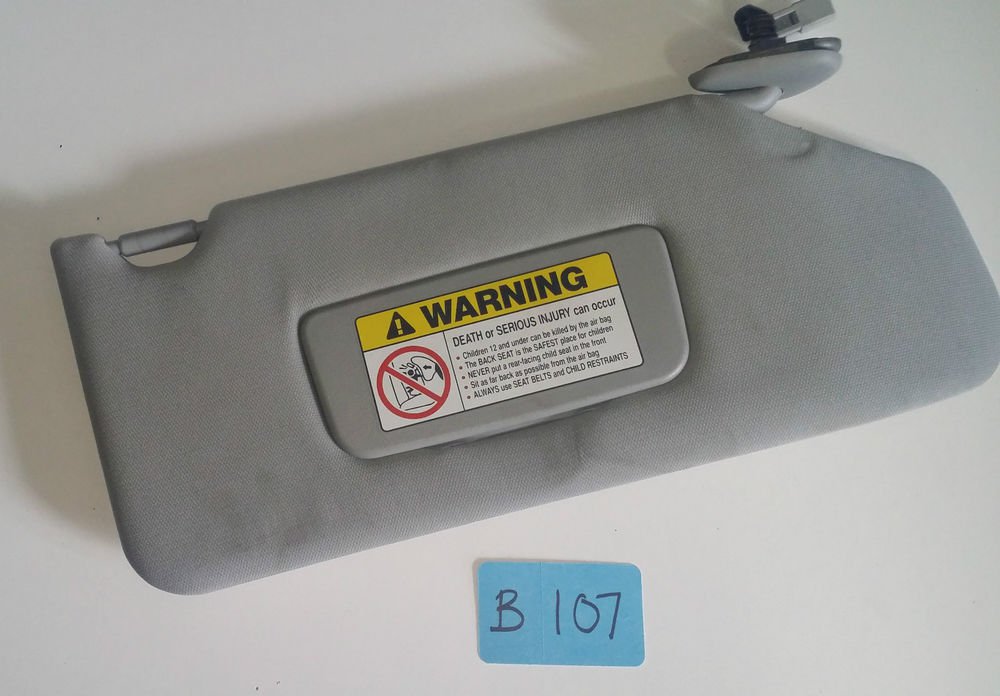 WARNING
DEATH or SERIOUS INJURY can occur
• Children 12 and under can be killed by the air bag
• The BACK SEAT is the SAFEST place for children
• NEVER put a rear-facing child seat in the front
• Sit as far back as possible from the air bag
• ALWAYS use SEAT BELTS and CHILD RESTRAINTS
B 107